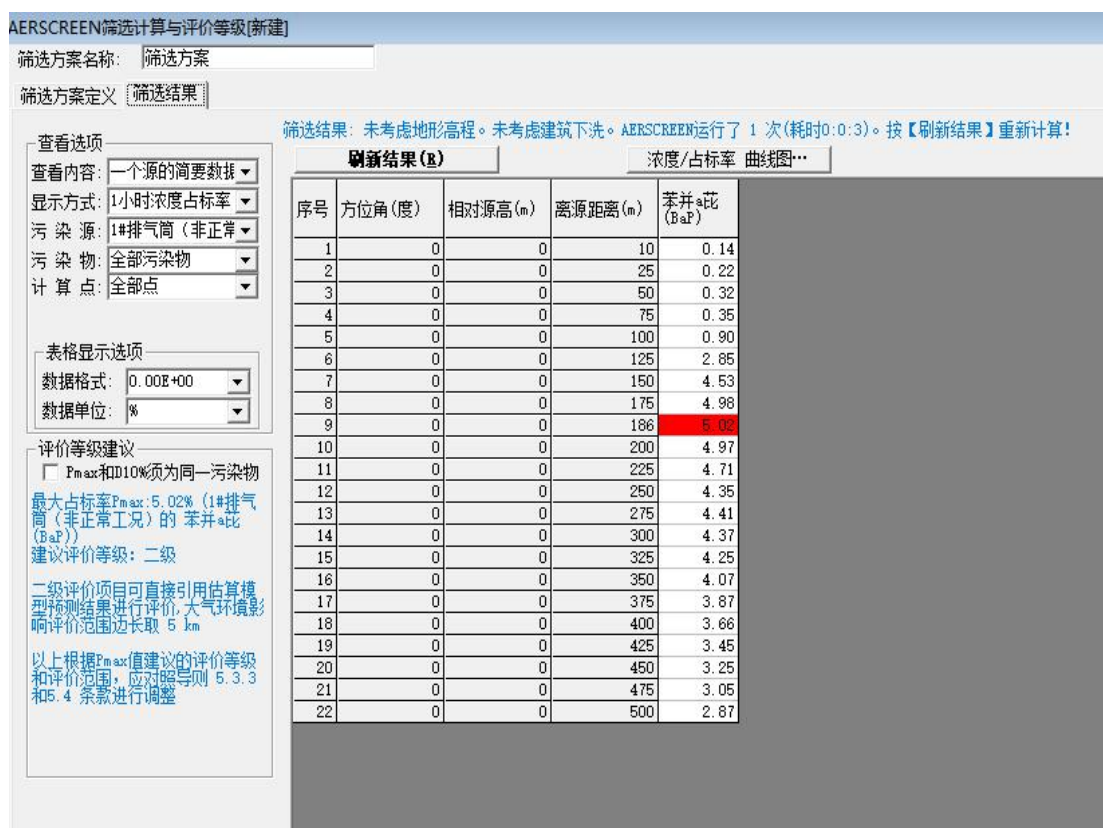 AERSCREEN筛选计算与评价等级[新建]
筛选方案名称: 筛选方案
筛选方案定义 筛选结果
筛选结果: 未考虑地形高程。未考虑建筑下洗。AERSCREEN运行了 1 次(耗时0:0:3)。按【刷新结果】重新计算!
查看选项
查看内容: 一个源的简要数据
显示方式: 1小时浓度占标率
污 染 源: 1#排气筒(非正常
污 染 物: 全部污染物
计 算 点: 全部点
表格显示选项
数据格式: 0.00E+00
数据单位: %
评价等级建议
Pmax和D10%须为同一污染物
最大占标率Pmax:5.02% (1#排气
筒(非正常工况)的 苯并a芘
(BaP))
建议评价等级: 二级
二级评价项目可直接引用估算模
型预测结果进行评价,大气环境影
响评价范围边长取 5 km
以上根据Pmax值建议的评价等级
和评价范围,应对照导则 5.3.3
和5.4 条款进行调整
刷新结果(R) 浓度/占标率 曲线图…
序号 方位角(度) 相对源高(m) 离源距离(m) 苯并a芘
(BaP)
1 0 0 10 0.14
2 0 0 25 0.22
3 0 0 50 0.32
4 0 0 75 0.35
5 0 0 100 0.90
6 0 0 125 2.85
7 0 0 150 4.53
8 0 0 175 4.98
9 0 0 186 5.02
10 0 0 200 4.97
11 0 0 225 4.71
12 0 0 250 4.35
13 0 0 275 4.41
14 0 0 300 4.37
15 0 0 325 4.25
16 0 0 350 4.07
17 0 0 375 3.87
18 0 0 400 3.66
19 0 0 425 3.45
20 0 0 450 3.25
21 0 0 475 3.05
22 0 0 500 2.87